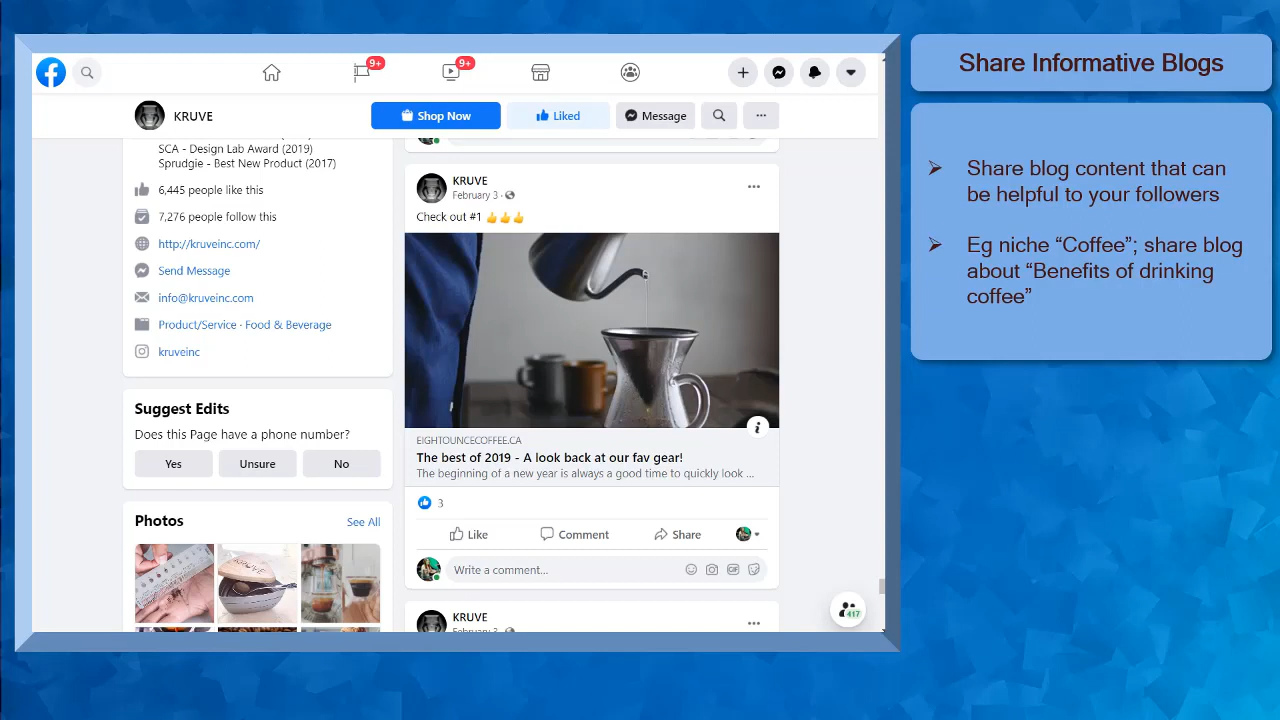 9+
9+
KRUVE
Shop Now
Liked
Message
SCA - Design Lab Award (2019)
Sprudgie - Best New Product (2017)
6,445 people like this
7,276 people follow this
http://kruveinc.com/
Send Message
info@kruveinc.com
Product/Service · Food & Beverage
kruveinc
Suggest Edits
Does this Page have a phone number?
Yes
Unsure
No
Photos
See All
KRUVE
February 3 ·
Check out #1 👍👍👍
EIGHTOUNCECOFFEE.CA
The best of 2019 - A look back at our fav gear!
The beginning of a new year is always a good time to quickly look ...
3
Like
Comment
Share
Write a comment...
GIF
KRUVE
February 3 ·
417
Share Informative Blogs
➢ Share blog content that can
be helpful to your followers
➢ Eg niche “Coffee”; share blog
about “Benefits of drinking
coffee”